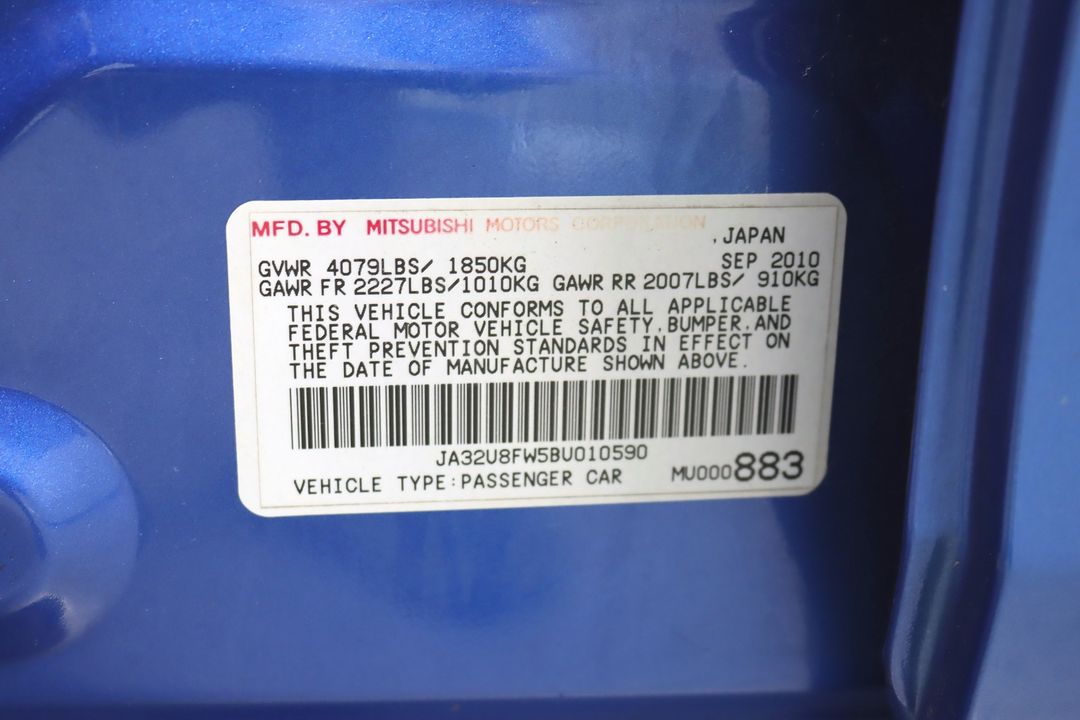 MFD. BY MITSUBISHI MOTORS CORPORATION , JAPAN
GVWR 4079LBS/ 1850KG SEP 2010
GAWR FR 2227LBS/1010KG GAWR RR 2007LBS/ 910KG
THIS VEHICLE CONFORMS TO ALL APPLICABLE
FEDERAL MOTOR VEHICLE SAFETY, BUMPER, AND
THEFT PREVENTION STANDARDS IN EFFECT ON
THE DATE OF MANUFACTURE SHOWN ABOVE.
JA32U8FW5BU010590
VEHICLE TYPE:PASSENGER CAR MU000883